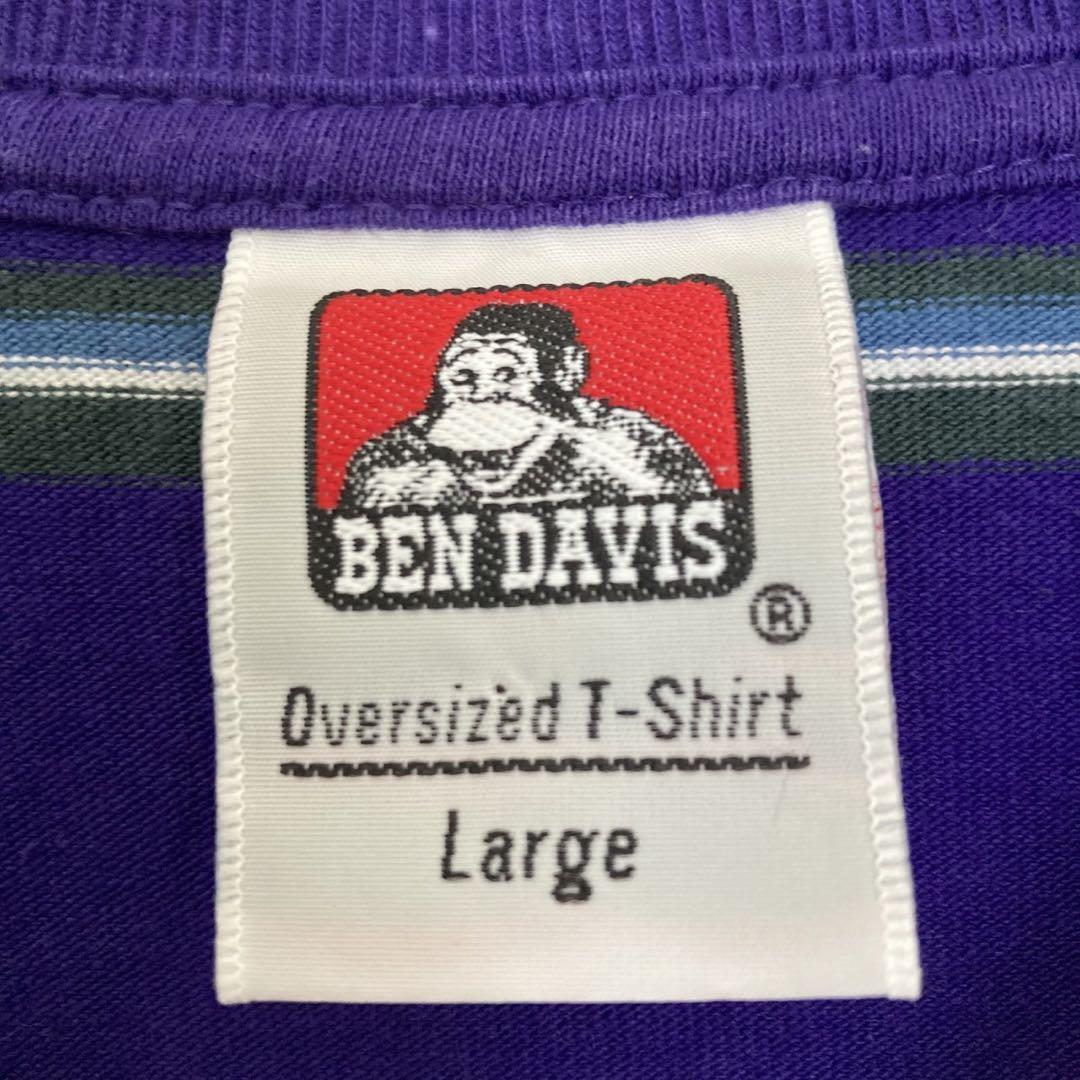 BEN DAVIS
®
Oversized T-Shirt
Large